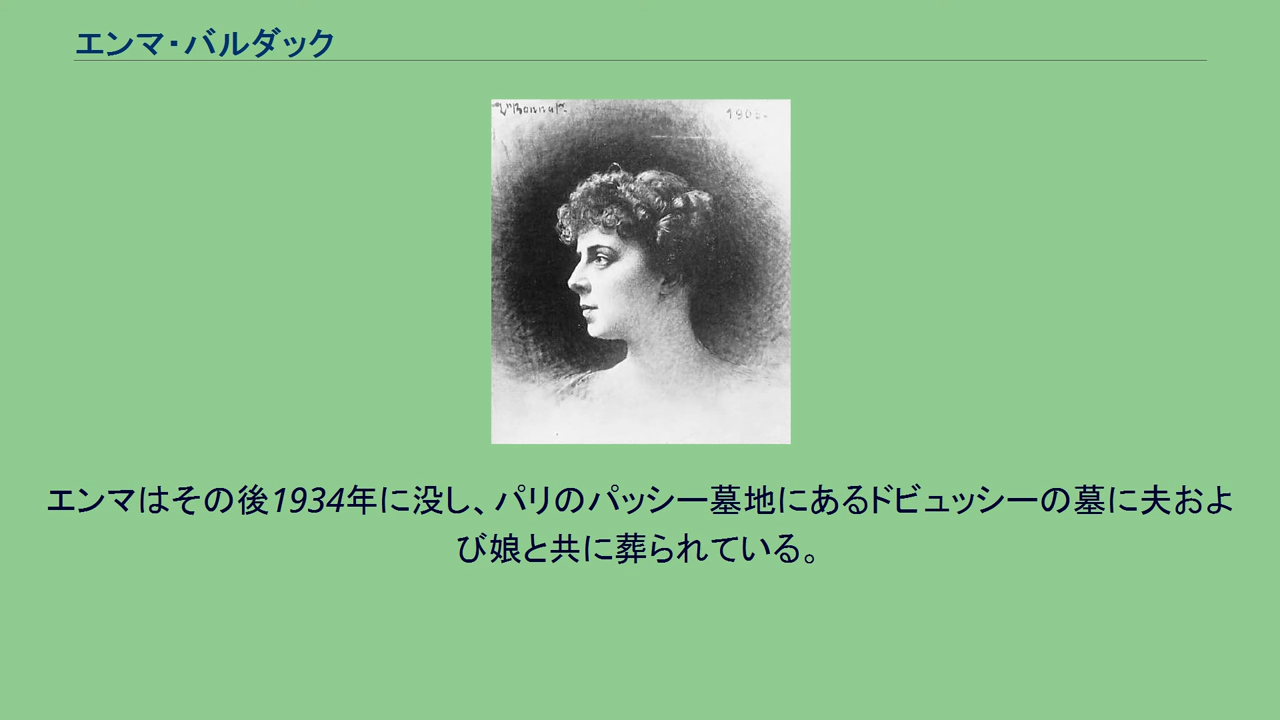 エンマ・バルダック
Lⁿ Bonnat.
エンマはその後1934年に没し、パリのパッシー墓地にあるドビュッシーの墓に夫およ
び娘と共に葬られている。